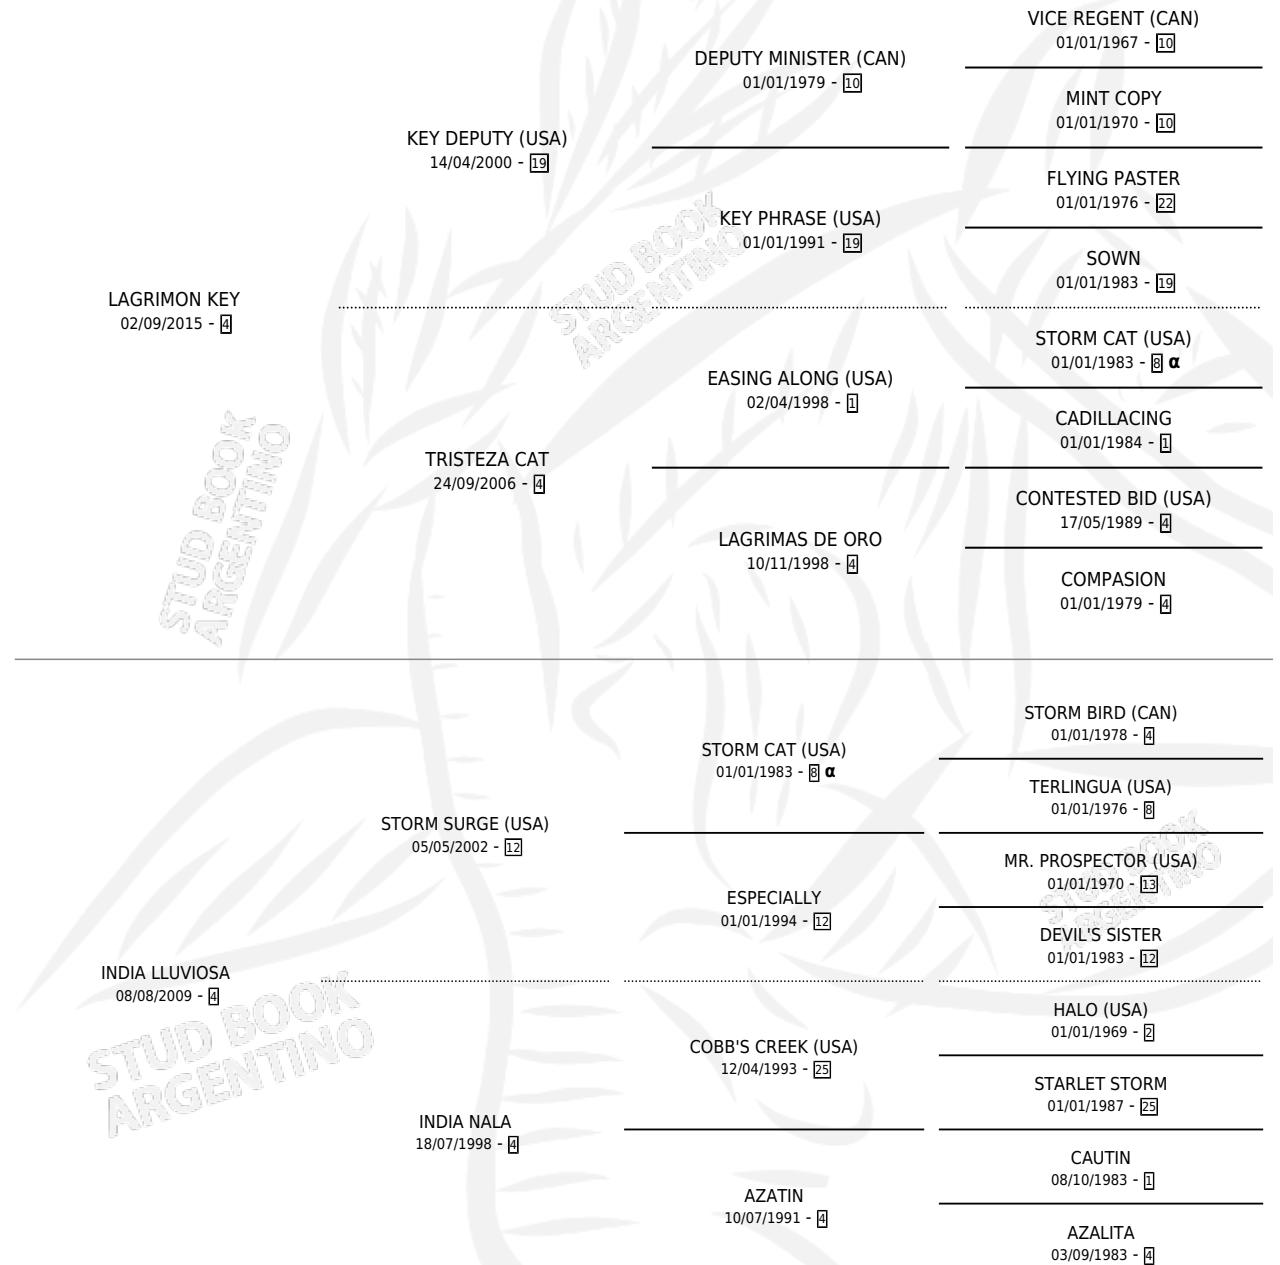 VICE REGENT (CAN)
01/01/1967 - 10
DEPUTY MINISTER (CAN)
01/01/1979 - 10
MINT COPY
01/01/1970 - 10
KEY DEPUTY (USA)
14/04/2000 - 19
FLYING PASTER
01/01/1976 - 22
KEY PHRASE (USA)
01/01/1991 - 19
SOWN
01/01/1983 - 19
LAGRIMON KEY
02/09/2015 - 4
STORM CAT (USA)
01/01/1983 - 8 α
EASING ALONG (USA)
02/04/1998 - 1
CADILLACING
01/01/1984 - 1
TRISTEZA CAT
24/09/2006 - 4
CONTESTED BID (USA)
17/05/1989 - 4
LAGRIMAS DE ORO
10/11/1998 - 4
COMPASION
01/01/1979 - 4
STUD BOOK
ARGENTINO
STUD BOOK
ARGENTINO
STORM BIRD (CAN)
01/01/1978 - 4
STORM CAT (USA)
01/01/1983 - 8 α
TERLINGUA (USA)
01/01/1976 - 8
STORM SURGE (USA)
05/05/2002 - 12
MR. PROSPECTOR (USA)
01/01/1970 - 13
ESPECIALLY
01/01/1994 - 12
DEVIL'S SISTER
01/01/1983 - 12
INDIA LLUVIOSA
08/08/2009 - 4
HALO (USA)
01/01/1969 - 2
COBB'S CREEK (USA)
12/04/1993 - 25
STARLET STORM
01/01/1987 - 25
INDIA NALA
18/07/1998 - 4
CAUTIN
08/10/1983 - 1
AZATIN
10/07/1991 - 4
AZALITA
03/09/1983 - 4
STUD BOOK
ARGENTINO
STUD BOOK
ARGENTINO